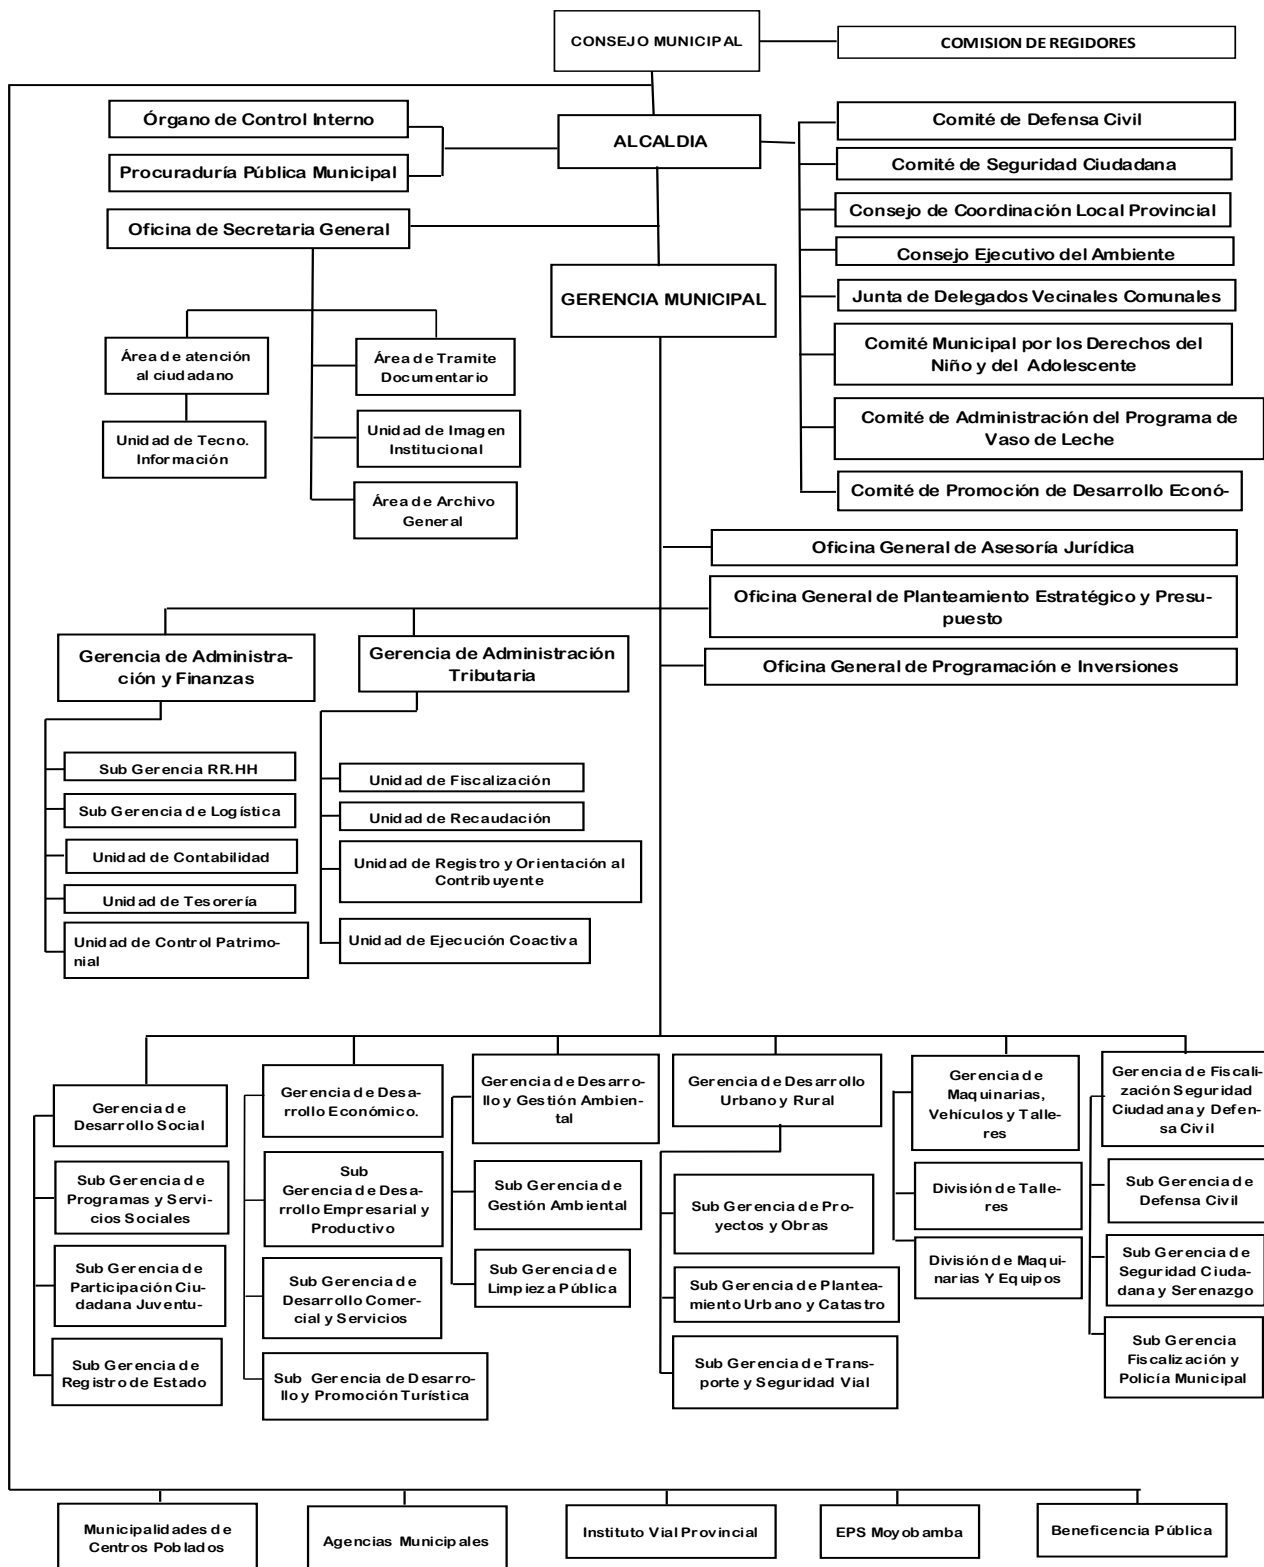 CONSEJO MUNICIPAL
COMISION DE REGIDORES
Órgano de Control Interno
Procuraduría Pública Municipal
Oficina de Secretaria General
ALCALDIA
GERENCIA MUNICIPAL
Comité de Defensa Civil
Comité de Seguridad Ciudadana
Consejo de Coordinación Local Provincial
Consejo Ejecutivo del Ambiente
Junta de Delegados Vecinales Comunales
Comité Municipal por los Derechos del
Niño y del Adolescente
Comité de Administración del Programa de
Vaso de Leche
Comité de Promoción de Desarrollo Econó-
Área de atención
al ciudadano
Unidad de Tecno.
Información
Área de Tramite
Documentario
Unidad de Imagen
Institucional
Área de Archivo
General
Oficina General de Asesoría Jurídica
Oficina General de Planteamiento Estratégico y Presu-
puesto
Oficina General de Programación e Inversiones
Gerencia de Administra-
ción y Finanzas
Gerencia de Administración
Tributaria
Sub Gerencia RR.HH
Sub Gerencia de Logística
Unidad de Contabilidad
Unidad de Tesorería
Unidad de Control Patrimo-
nial
Unidad de Fiscalización
Unidad de Recaudación
Unidad de Registro y Orientación al
Contribuyente
Unidad de Ejecución Coactiva
Gerencia de
Desarrollo Social
Sub Gerencia de
Programas y Servi-
cios Sociales
Sub Gerencia de
Participación Ciu-
dadana Juventu-
Sub Gerencia de
Registro de Estado
Gerencia de Desa-
rrollo Económico.
Sub
Gerencia de Desa-
rrollo Empresarial y
Productivo
Sub Gerencia de
Desarrollo Comer-
cial y Servicios
Sub Gerencia de Desarro-
llo y Promoción Turística
Gerencia de Desarro-
llo y Gestión Ambien-
tal
Sub Gerencia de
Gestión Ambiental
Sub Gerencia de
Limpieza Pública
Gerencia de Desarrollo
Urbano y Rural
Sub Gerencia de Pro-
yectos y Obras
Sub Gerencia de Plantea-
miento Urbano y Catastro
Sub Gerencia de Trans-
porte y Seguridad Vial
Gerencia de
Maquinarias,
Vehículos y Talle-
res
División de Talle-
res
División de Maqui-
narias Y Equipos
Gerencia de Fiscali-
zación Seguridad
Ciudadana y Defen-
sa Civil
Sub Gerencia de
Defensa Civil
Sub Gerencia de
Seguridad Ciuda-
dana y Serenazgo
Sub Gerencia
Fiscalización y
Policía Municipal
Municipalidades de
Centros Poblados
Agencias Municipales
Instituto Vial Provincial
EPS Moyobamba
Beneficencia Pública